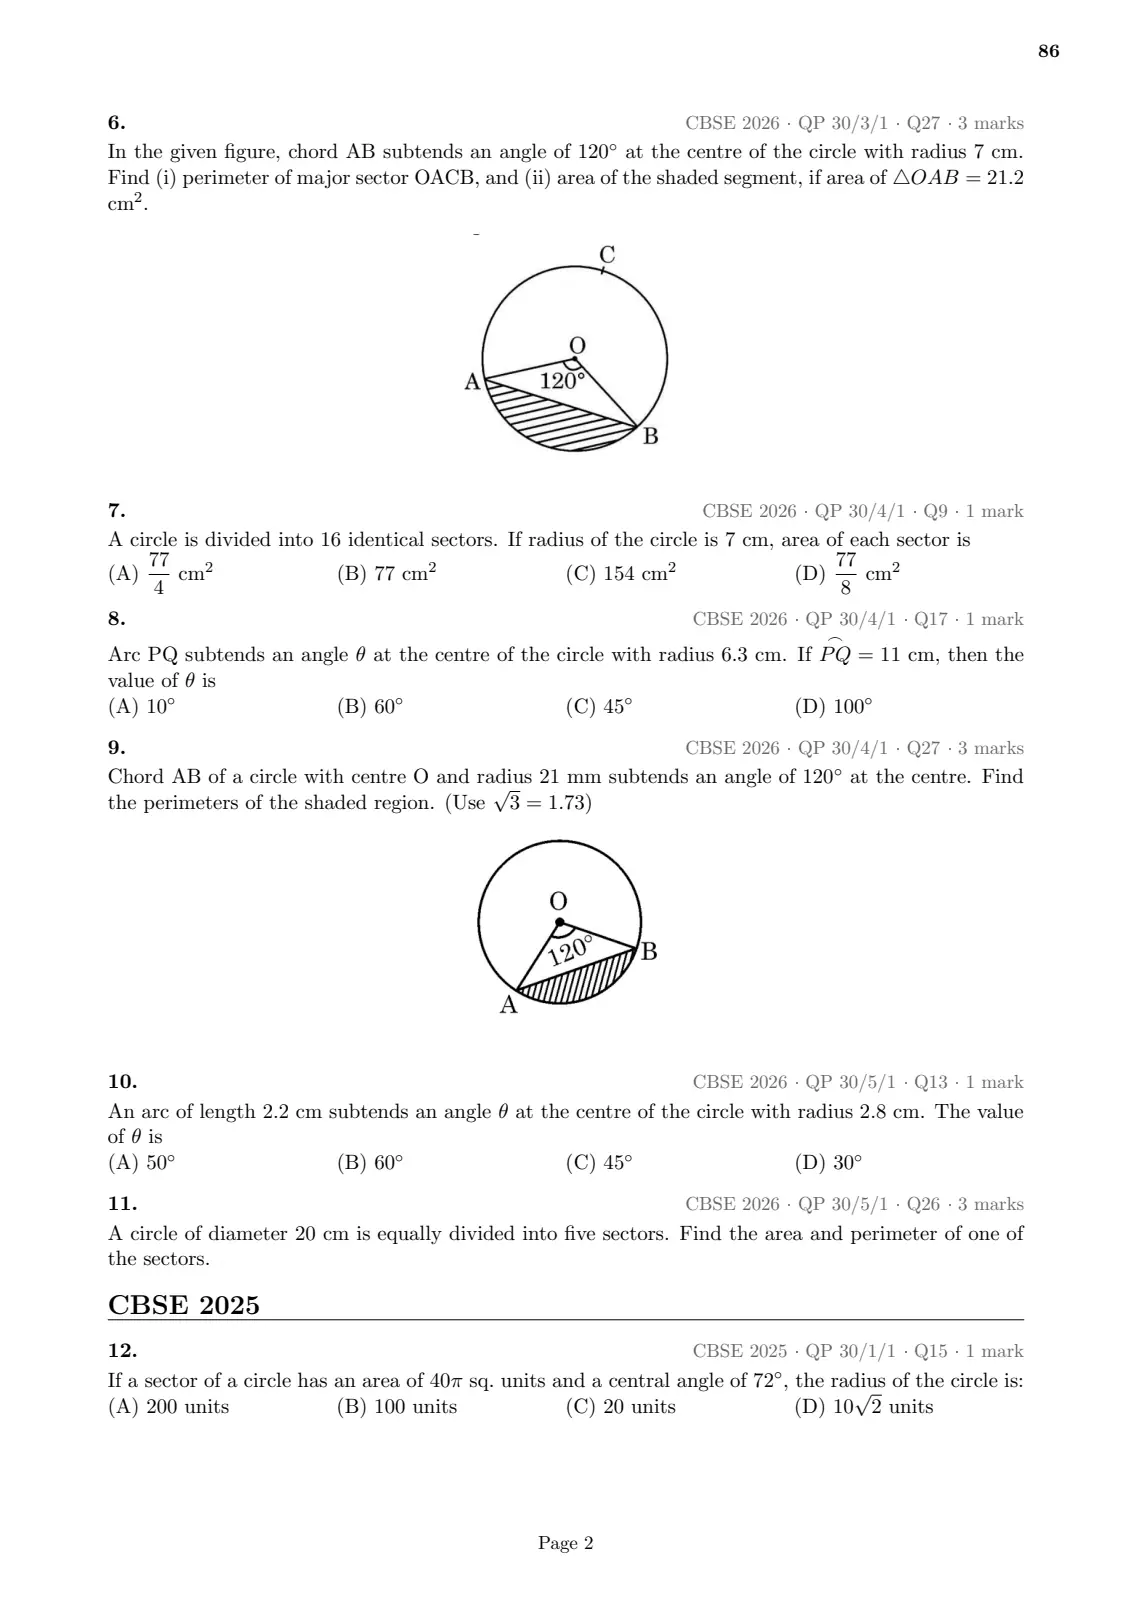 86
6. CBSE 2026 · QP 30/3/1 · Q27 · 3 marks
In the given figure, chord AB subtends an angle of 120° at the centre of the circle with radius 7 cm.
Find (i) perimeter of major sector OACB, and (ii) area of the shaded segment, if area of △OAB = 21.2
cm².
C
O
A
120°
B
7. CBSE 2026 · QP 30/4/1 · Q9 · 1 mark
A circle is divided into 16 identical sectors. If radius of the circle is 7 cm, area of each sector is
(A) 77/4 cm² (B) 77 cm² (C) 154 cm² (D) 77/8 cm²
8. CBSE 2026 · QP 30/4/1 · Q17 · 1 mark
Arc PQ subtends an angle θ at the centre of the circle with radius 6.3 cm. If P͡Q = 11 cm, then the
value of θ is
(A) 10° (B) 60° (C) 45° (D) 100°
9. CBSE 2026 · QP 30/4/1 · Q27 · 3 marks
Chord AB of a circle with centre O and radius 21 mm subtends an angle of 120° at the centre. Find
the perimeters of the shaded region. (Use √3 = 1.73)
O
120°
B
A
10. CBSE 2026 · QP 30/5/1 · Q13 · 1 mark
An arc of length 2.2 cm subtends an angle θ at the centre of the circle with radius 2.8 cm. The value
of θ is
(A) 50° (B) 60° (C) 45° (D) 30°
11. CBSE 2026 · QP 30/5/1 · Q26 · 3 marks
A circle of diameter 20 cm is equally divided into five sectors. Find the area and perimeter of one of
the sectors.
CBSE 2025
12. CBSE 2025 · QP 30/1/1 · Q15 · 1 mark
If a sector of a circle has an area of 40π sq. units and a central angle of 72°, the radius of the circle is:
(A) 200 units (B) 100 units (C) 20 units (D) 10√2 units
Page 2